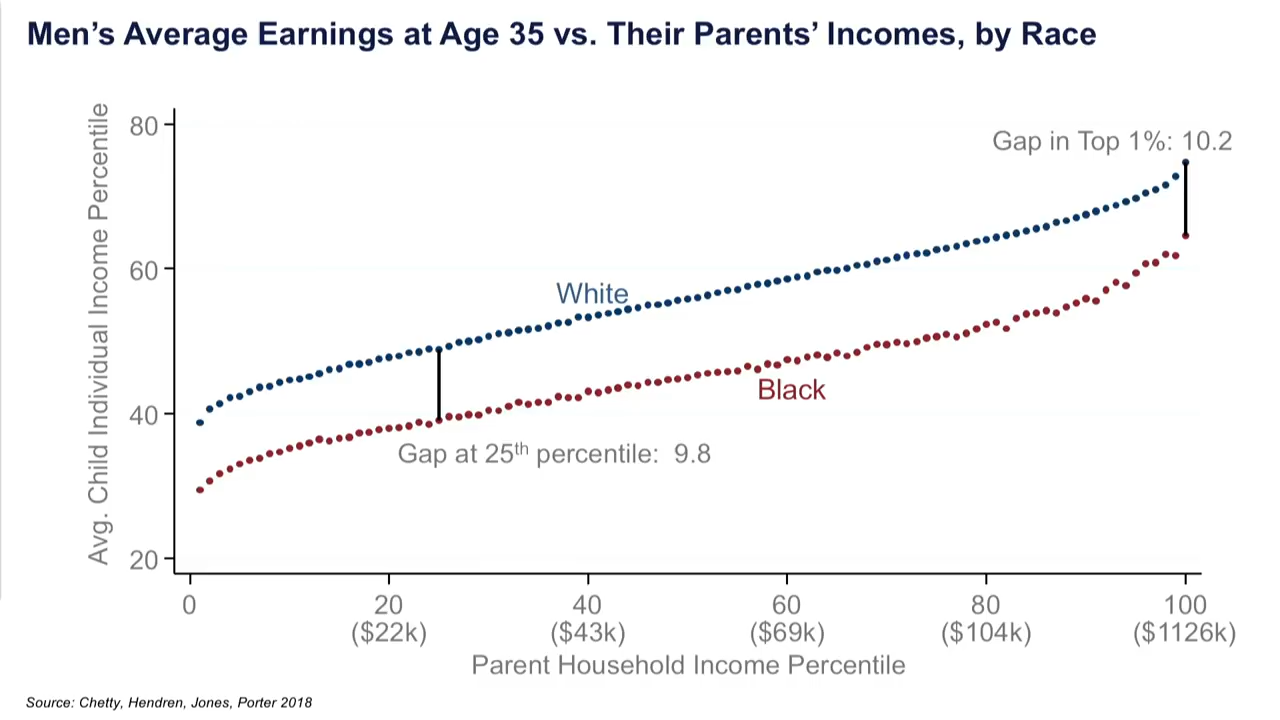 Men’s Average Earnings at Age 35 vs. Their Parents’ Incomes, by Race
Avg. Child Individual Income Percentile
80
60
40
20
Gap in Top 1%: 10.2
White
Black
Gap at 25th percentile: 9.8
0 20 40 60 80 100
($22k) ($43k) ($69k) ($104k) ($1126k)
Parent Household Income Percentile
Source: Chetty, Hendren, Jones, Porter 2018